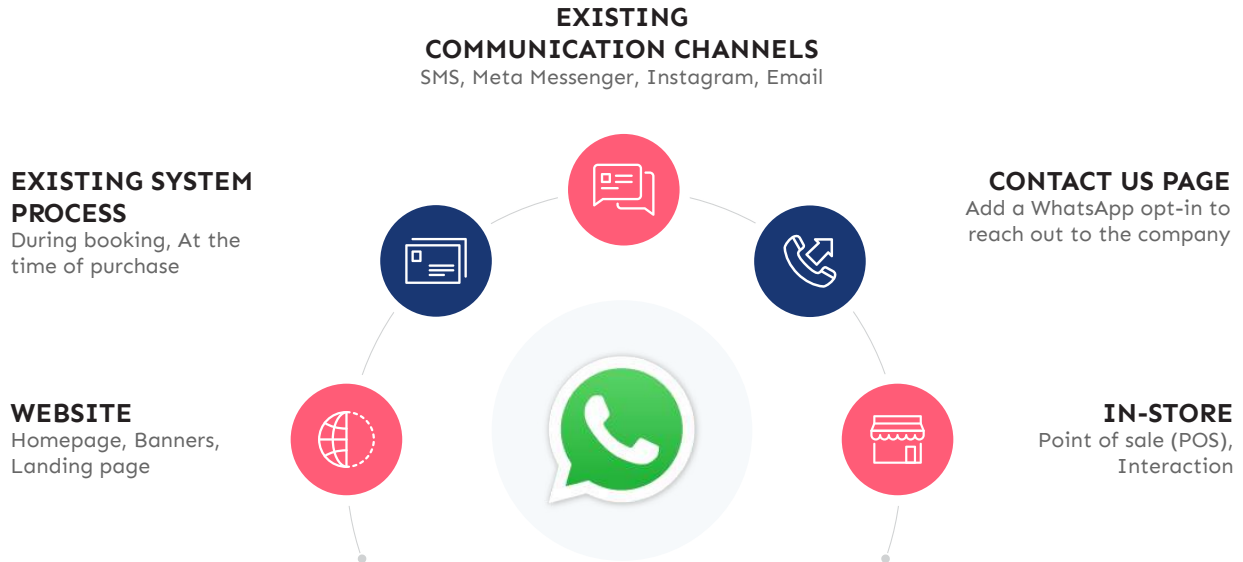 EXISTING
COMMUNICATION CHANNELS
SMS, Meta Messenger, Instagram, Email
EXISTING SYSTEM
PROCESS
During booking, At the
time of purchase
CONTACT US PAGE
Add a WhatsApp opt-in to
reach out to the company
WEBSITE
Homepage, Banners,
Landing page
IN-STORE
Point of sale (POS),
Interaction